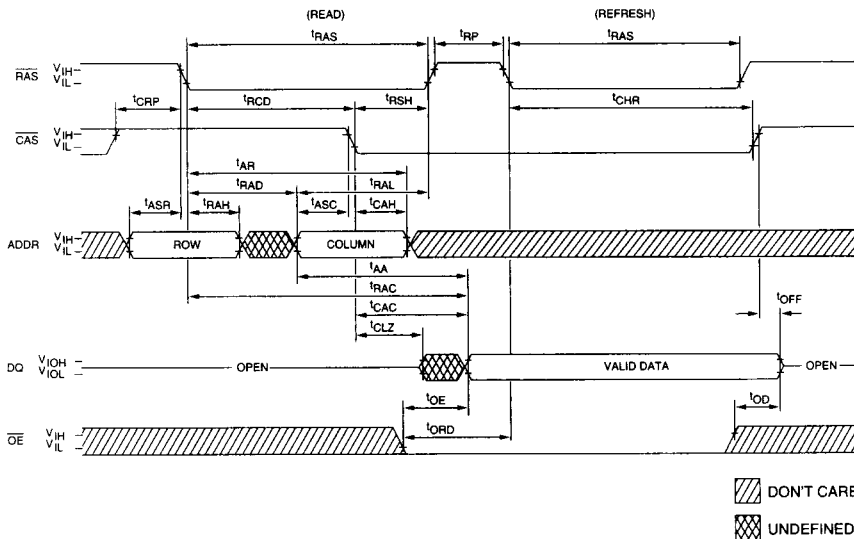 (READ) (REFRESH)
tRAS tRP tRAS
RAS VIH VIL
tCRP tRCD tRSH tCHR
CAS VIH VIL
tAR
tRAD tRAL
tASR tRAH tASC tCAH
ADDR VIH VIL ROW COLUMN
tAA
tRAC
tCAC tOFF
tCLZ
DQ VIOH VIOL OPEN VALID DATA OPEN
tOE tOD
OE VIH VIL tORD
DON'T CARE
UNDEFINED